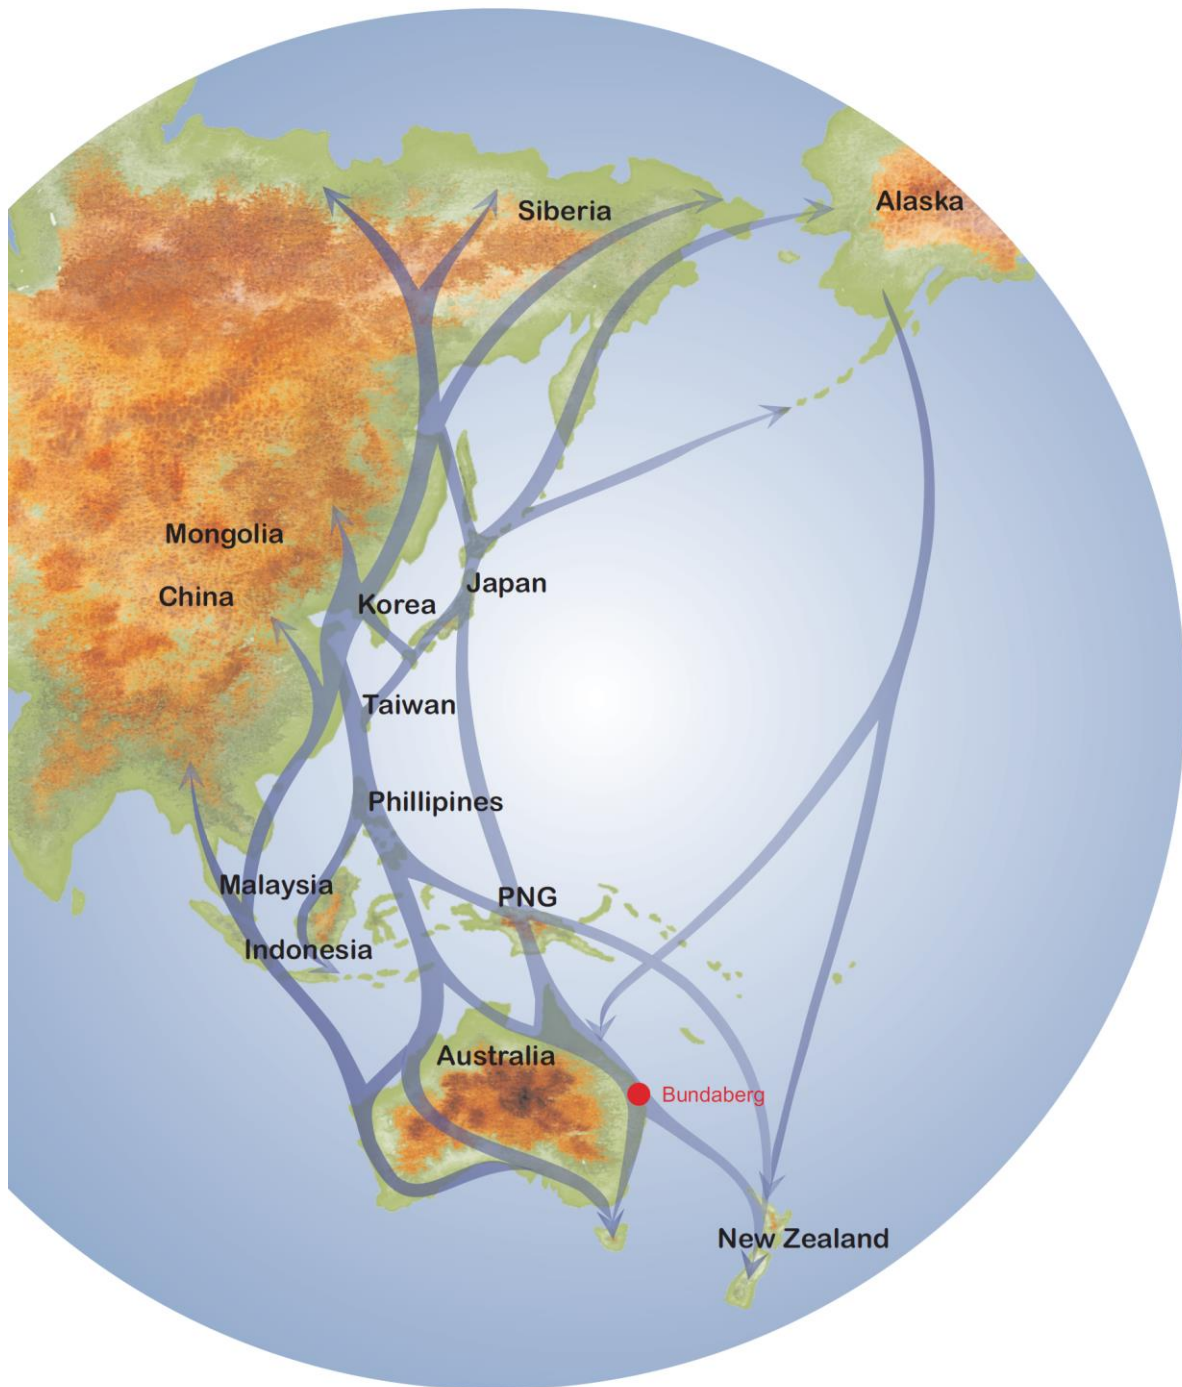 Alaska
Siberia
Mongolia
Japan
China
Korea
Taiwan
Phillipines
Malaysia
PNG
Indonesia
Australia
Bundaberg
New Zealand